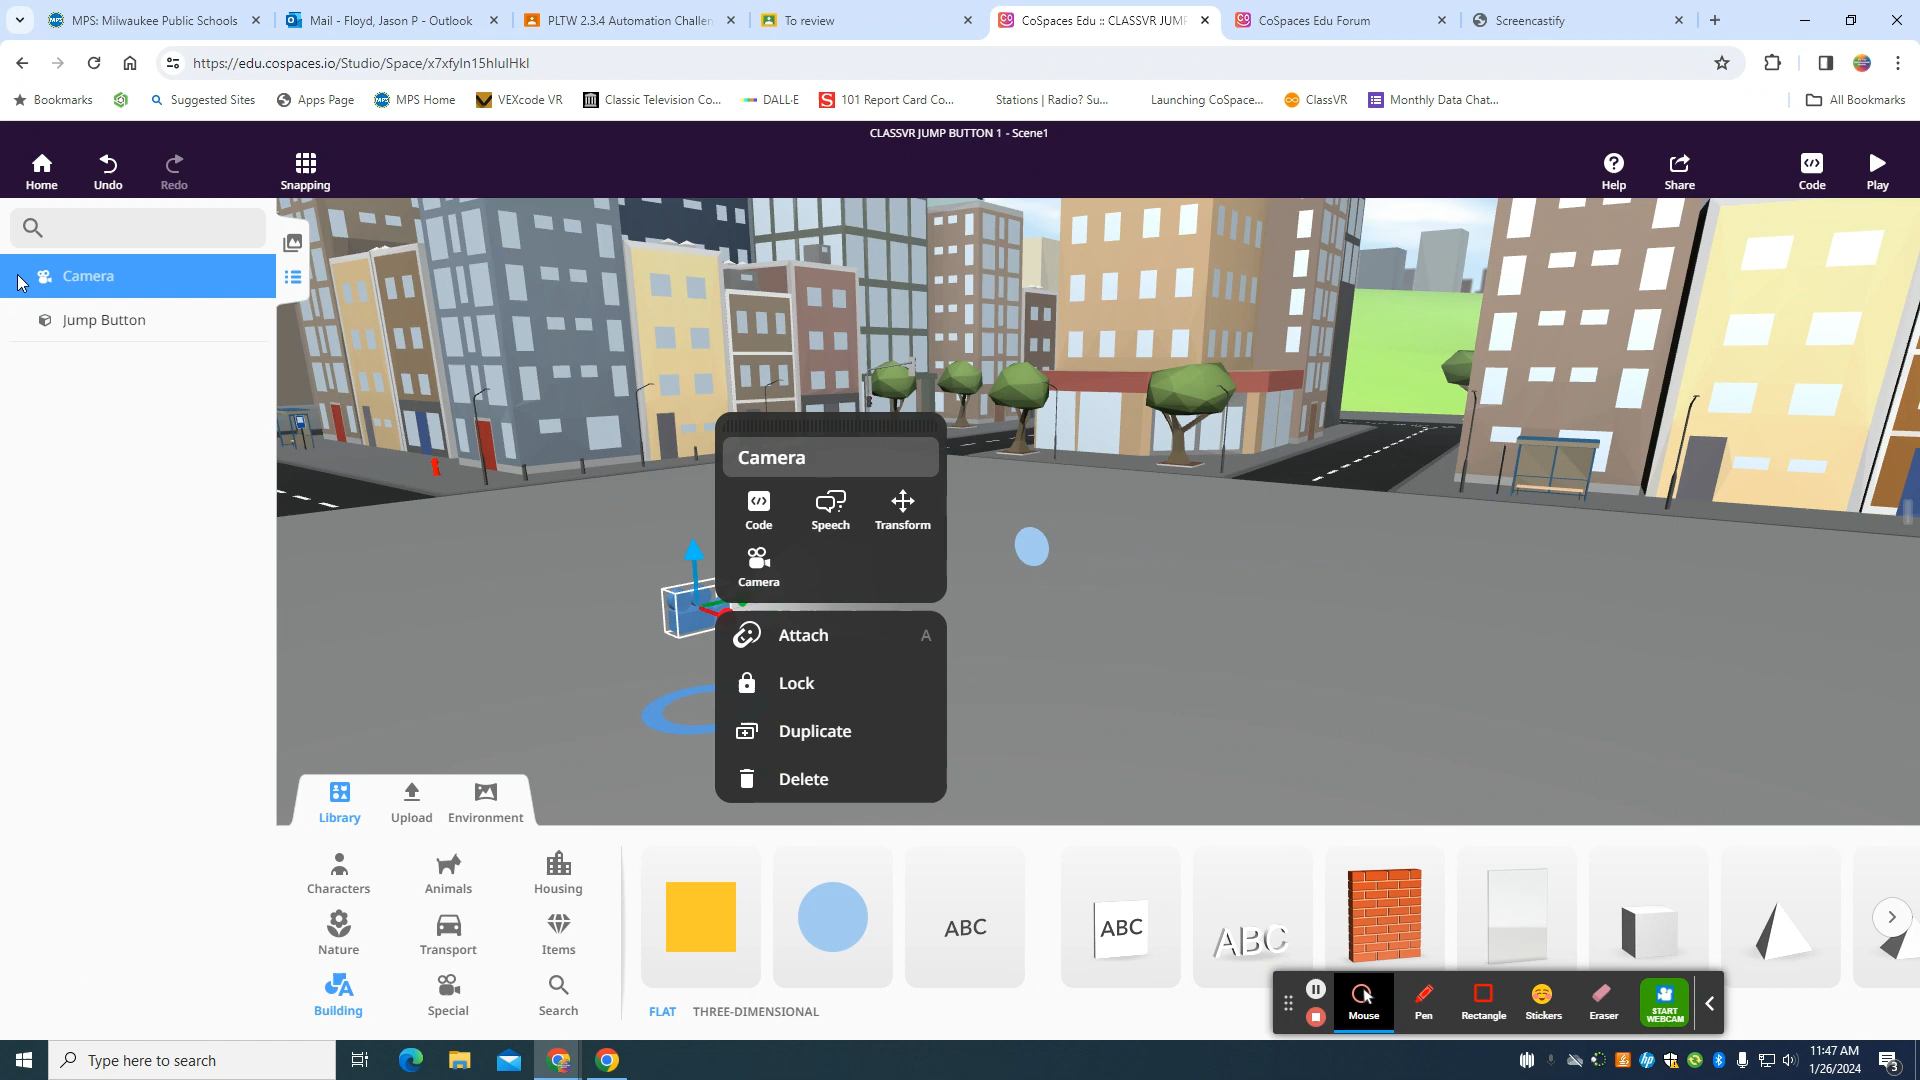 MPS: Milwaukee Public Schools
Mail - Floyd, Jason P - Outlook
PLTW 2.3.4 Automation Challen
To review
CoSpaces Edu :: CLASSVR JUMP
CoSpaces Edu Forum
Screencastify
https://edu.cospaces.io/Studio/Space/x7xfyln15hluIHkl
Bookmarks
Suggested Sites
Apps Page
MPS Home
VEXcode VR
Classic Television Co...
DALL·E
101 Report Card Co...
Stations | Radio? Su...
Launching CoSpace...
ClassVR
Monthly Data Chat...
All Bookmarks
CLASSVR JUMP BUTTON 1 - Scene1
Home
Undo
Redo
Snapping
Help
Share
Code
Play
Camera
Jump Button
Camera
Code
Speech
Transform
Camera
Attach A
Lock
Duplicate
Delete
Library
Upload
Environment
Characters
Animals
Housing
Nature
Transport
Items
Building
Special
Search
ABC
ABC
ABC
FLAT
THREE-DIMENSIONAL
Mouse
Pen
Rectangle
Stickers
Eraser
START
WEBCAM
Type here to search
11:47 AM
1/26/2024
3